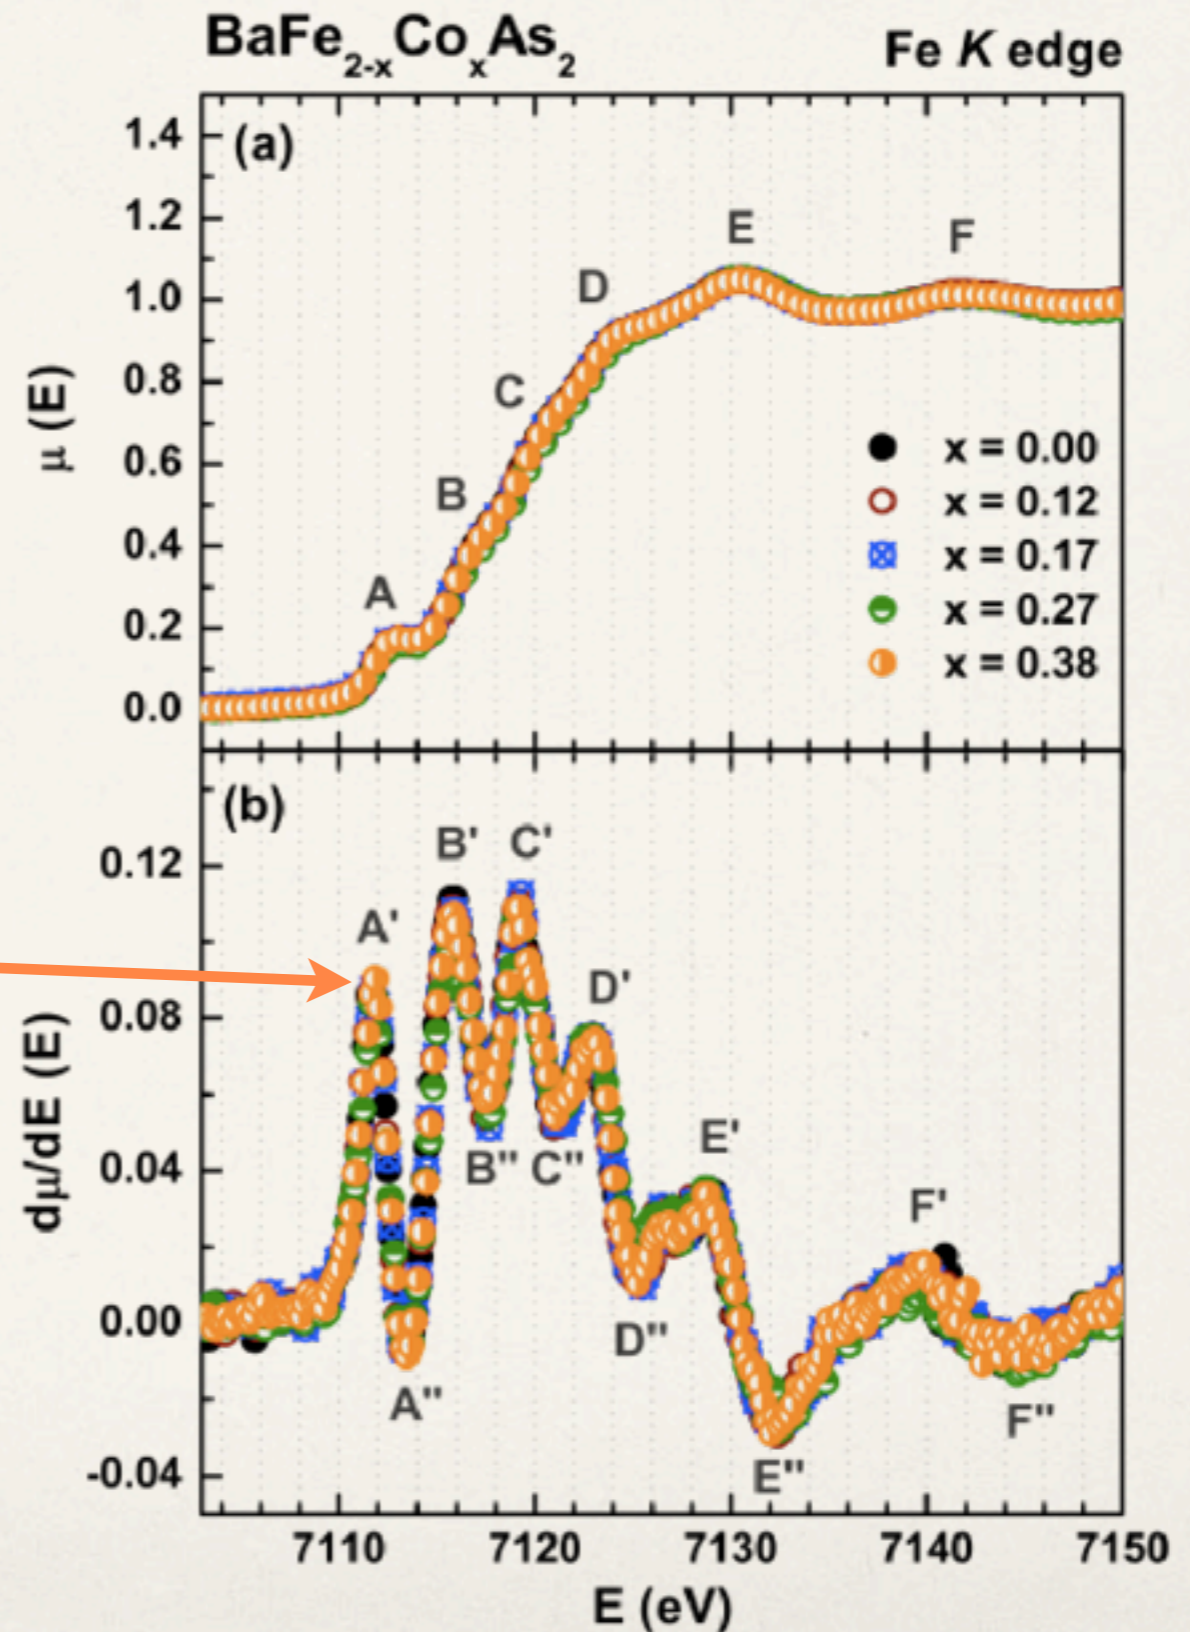 BaFe₂₋ₓCoₓAs₂ Fe K edge
(a)
1.4
1.2
1.0
0.8
0.6
0.4
0.2
0.0
μ (E)
A
B
C
D
E
F
x = 0.00
x = 0.12
x = 0.17
x = 0.27
x = 0.38
(b)
0.12
0.08
0.04
0.00
-0.04
dμ/dE (E)
A'
B'
C'
D'
E'
F'
A"
B"
C"
D"
E"
F"
7110 7120 7130 7140 7150
E (eV)